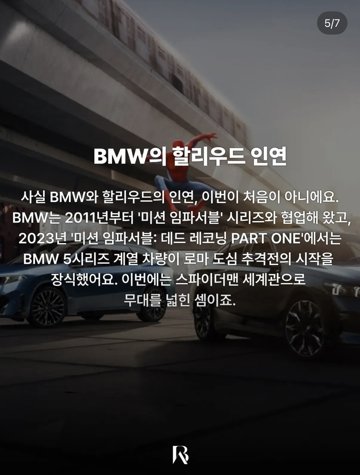 5/7
BMW의 할리우드 인연
사실 BMW와 할리우드의 인연, 이번이 처음이 아니에요.
BMW는 2011년부터 '미션 임파서블' 시리즈와 협업해 왔고,
2023년 '미션 임파서블: 데드 레코닝 PART ONE'에서는
BMW 5시리즈 계열 차량이 로마 도심 추격전의 시작을
장식했어요. 이번에는 스파이더맨 세계관으로
무대를 넓힌 셈이죠.
R